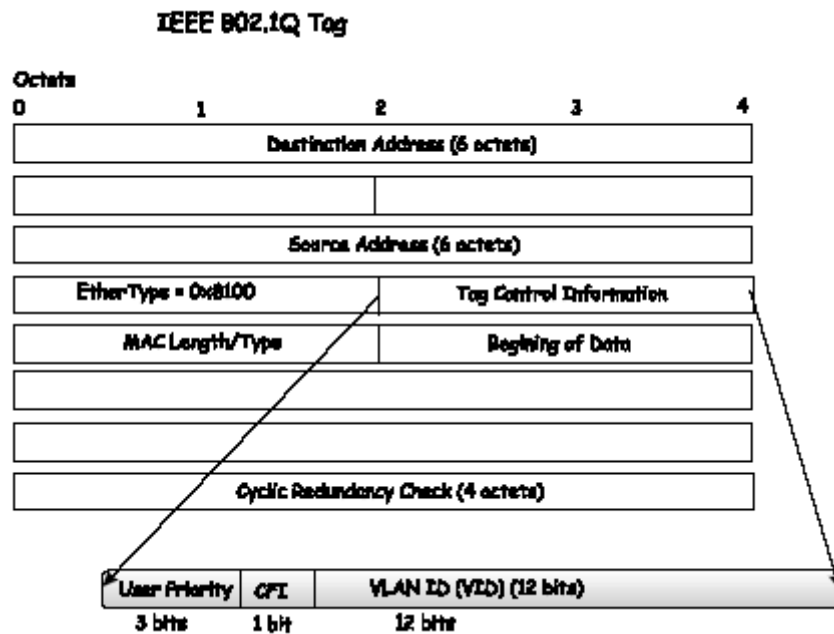 IEEE 802.1Q Tag
Octets
0 1 2 3 4
Destination Address (6 octets)
Source Address (6 octets)
EtherType = 0x8100 Tag Control Information
MAC Length/Type Begining of Data
Cyclic Redundancy Check (4 octets)
User Priority CFI VLAN ID (VID) (12 bits)
3 bits 1 bit 12 bits